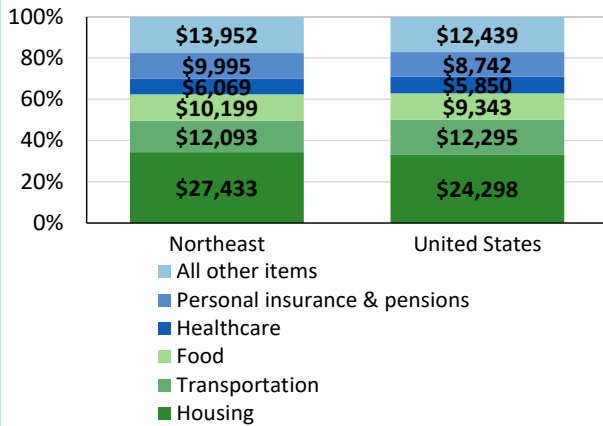 100%
80%
60%
40%
20%
0%
$13,952
$9,995
$6,069
$10,199
$12,093
$27,433
$12,439
$8,742
$5,850
$9,343
$12,295
$24,298
Northeast
United States
All other items
Personal insurance & pensions
Healthcare
Food
Transportation
Housing